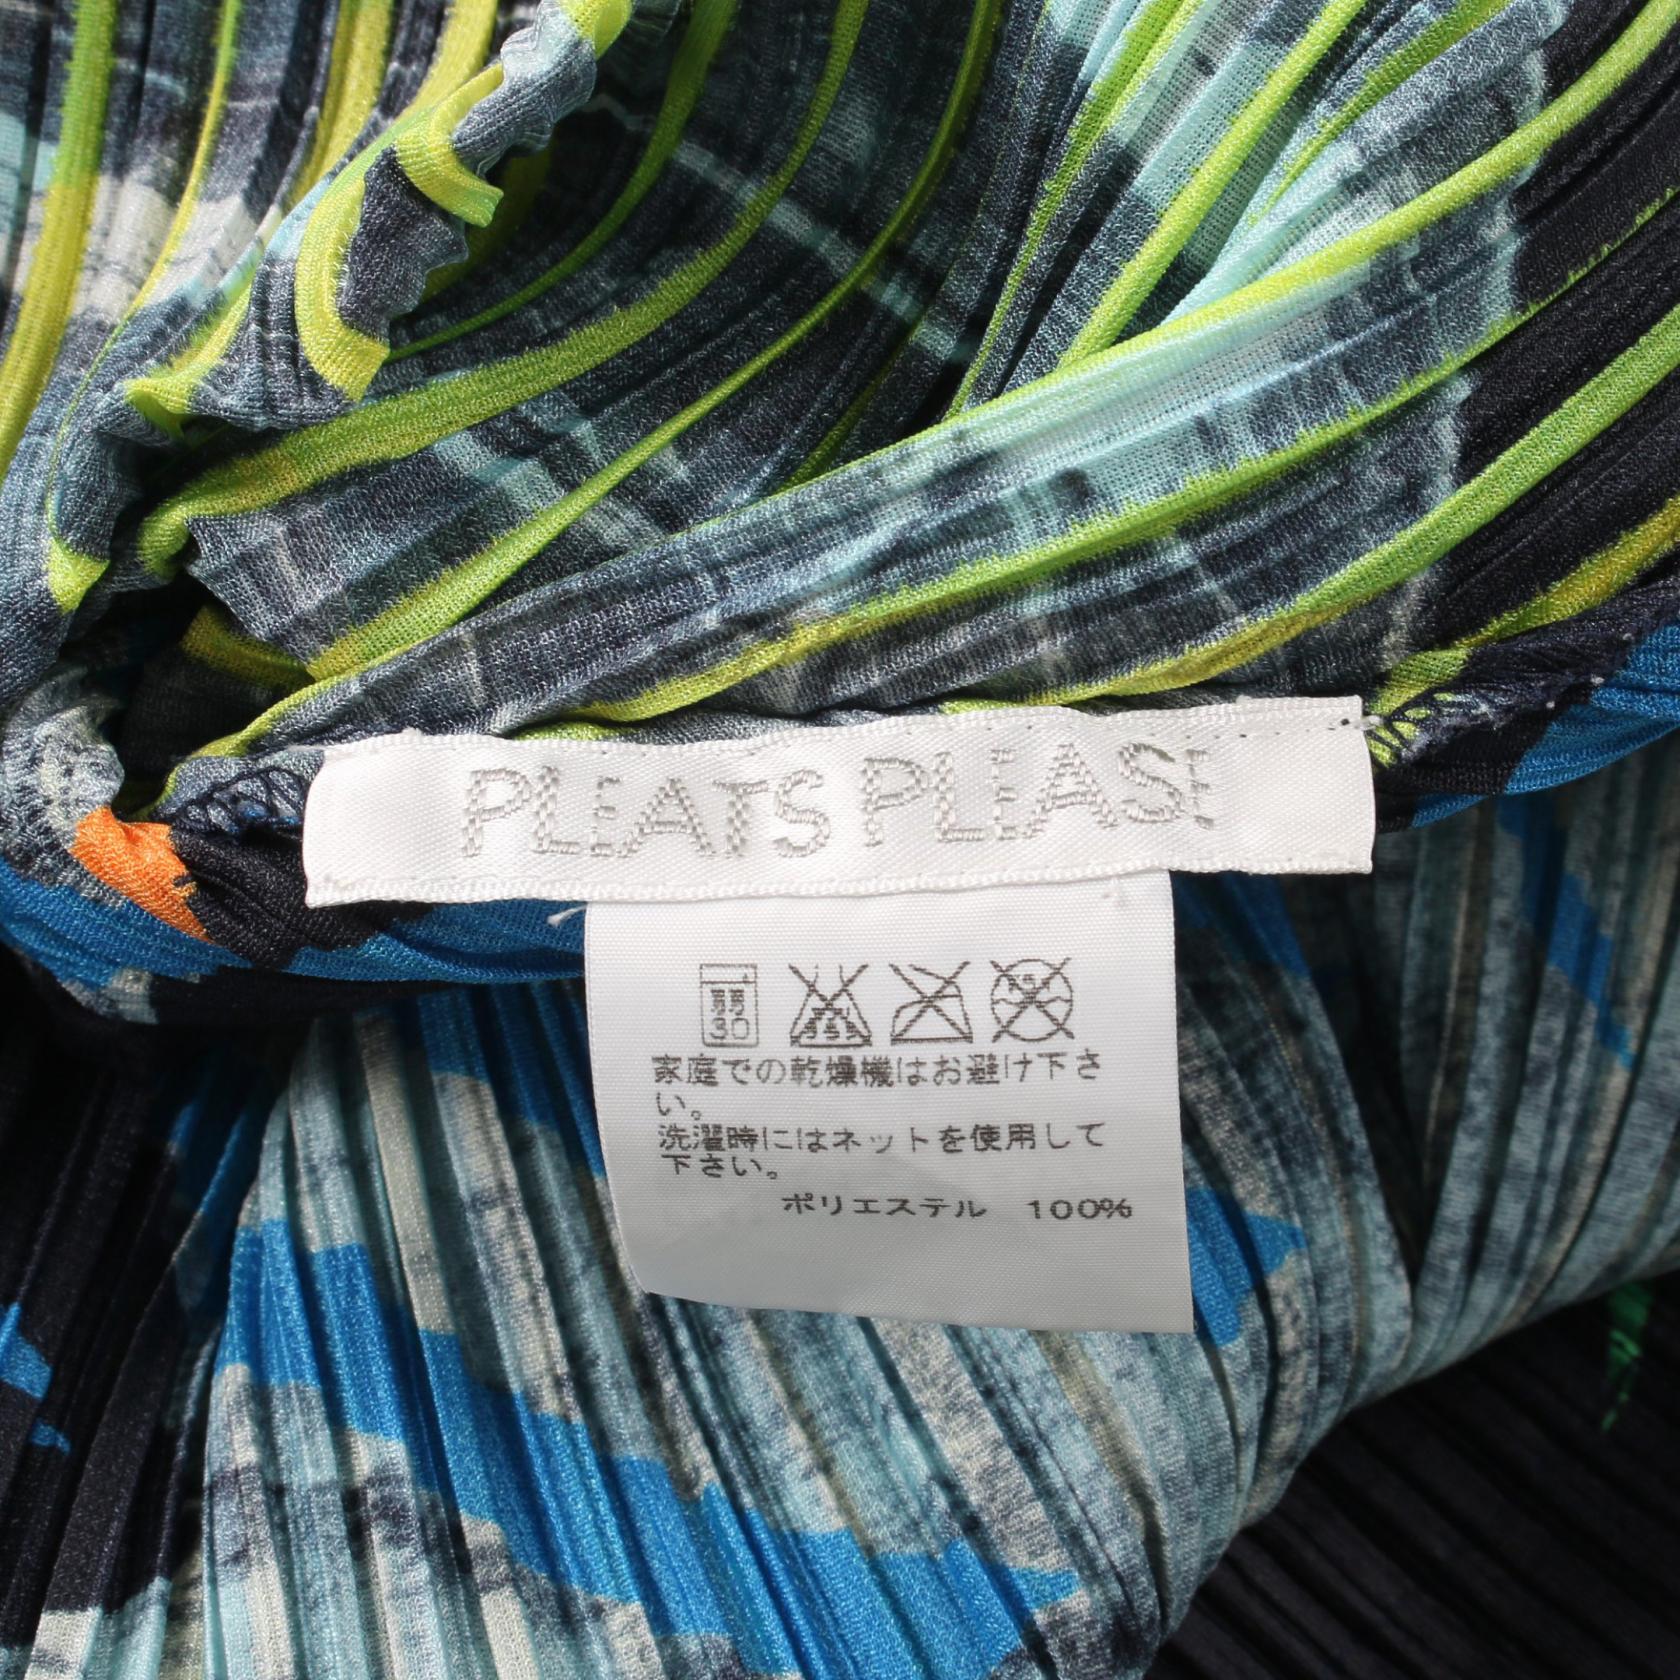 PLEATS PLEASE
弱
30
家庭での乾燥機はお避け下さ
い。
洗濯時にはネットを使用して
下さい。
ポリエステル 100%